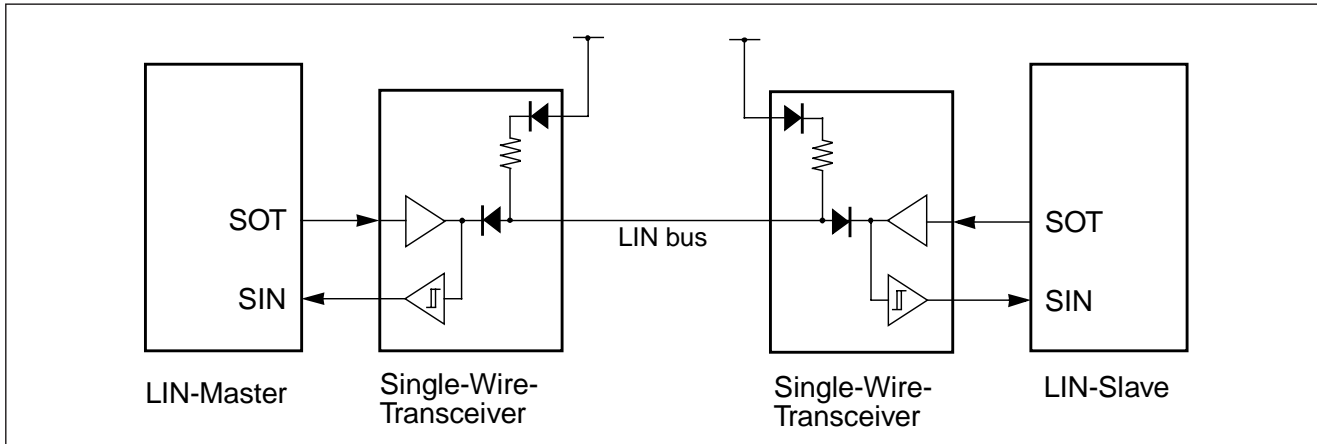 SOT
SIN
LIN bus
SOT
SIN
LIN-Master
Single-Wire-
Transceiver
Single-Wire-
Transceiver
LIN-Slave